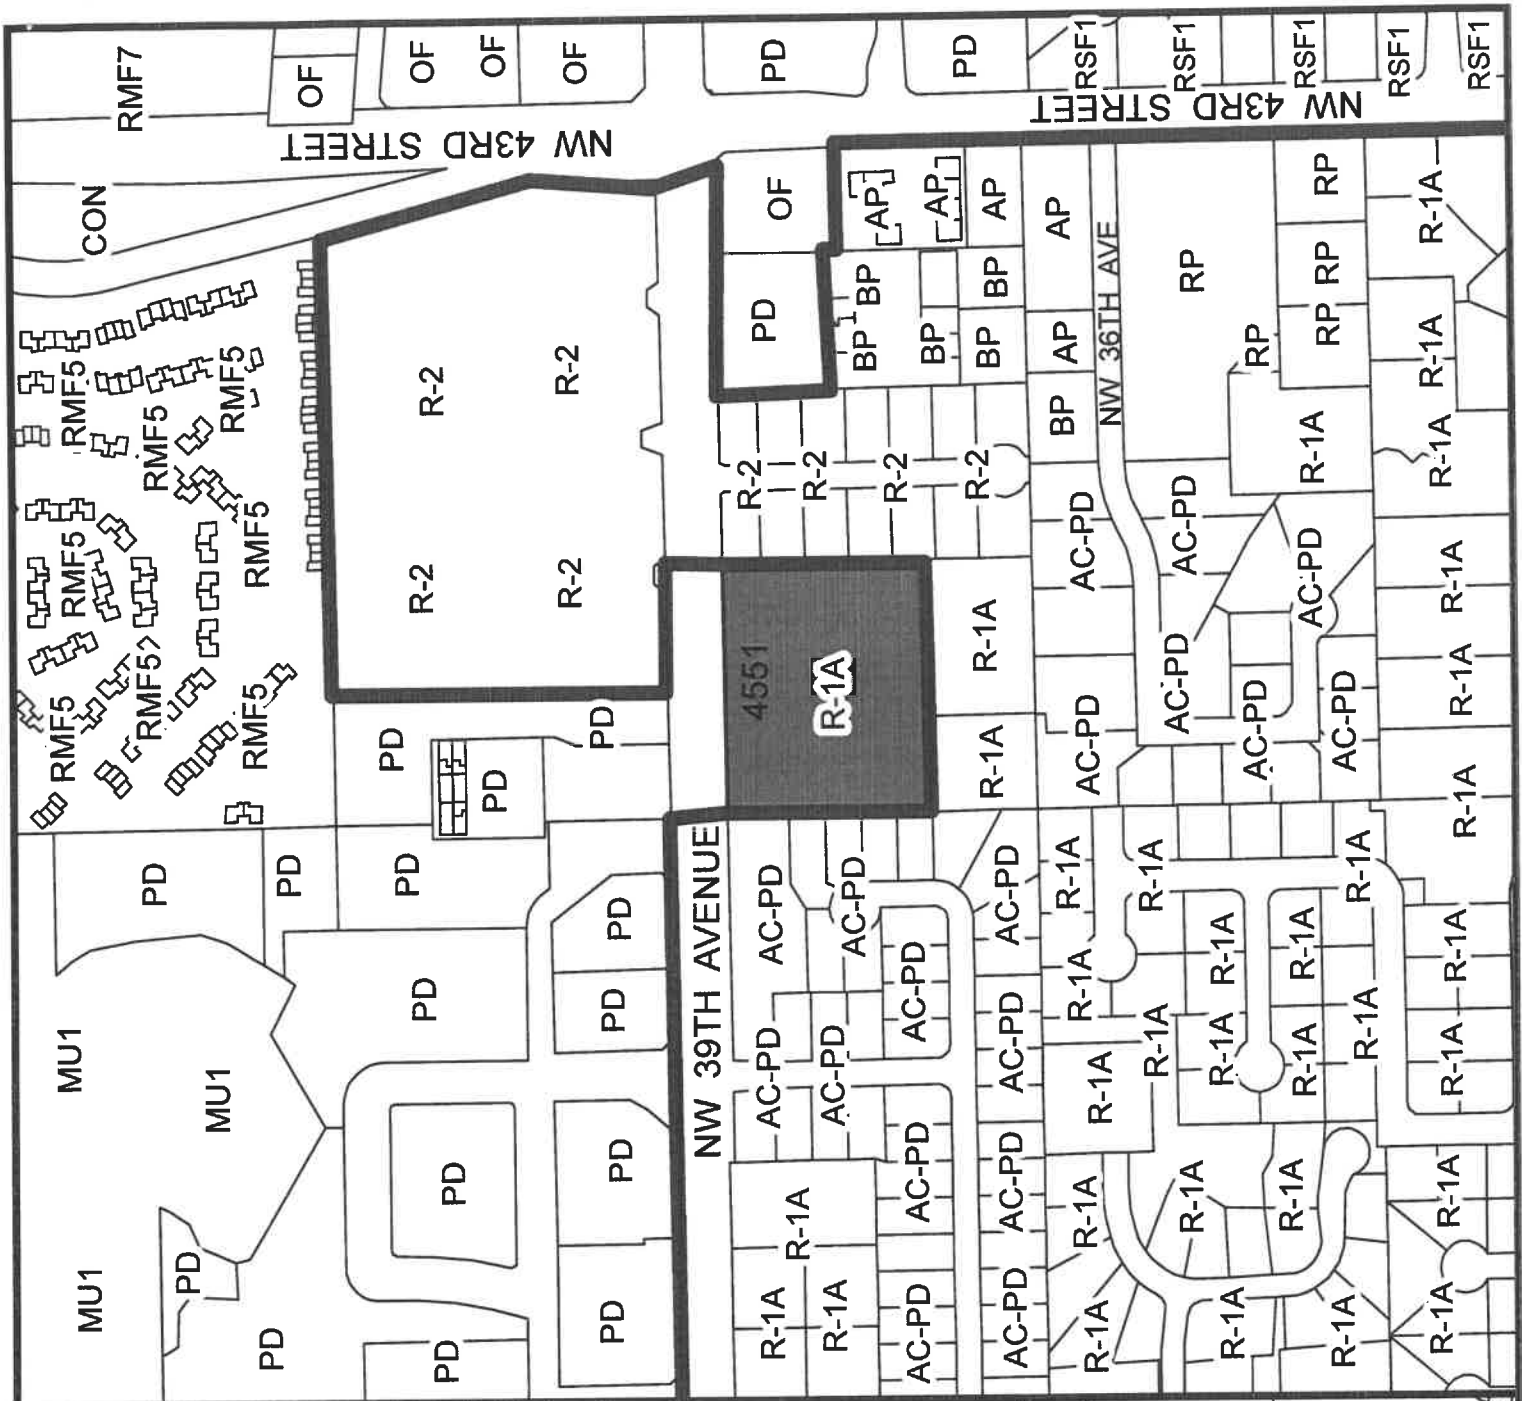 RMF7
OF
OF
OF
OF
PD
PD
RSF1
RSF1
RSF1
RSF1
RSF1
NW 43RD STREET
NW 43RD STREET
CON
OF
AP
AP
AP
AP
RP
RP
R-1A
PD
BP
BP
BP
BP
BP
AP
BP
NW 36TH AVE
RP
RP
RP
RP
R-1A
R-1A
R-1A
RMF5
RMF5
RMF5
RMF5
RMF5
RMF5
RMF5
RMF5
R-2
R-2
R-2
R-2
R-2
R-2
R-2
R-2
AC-PD
AC-PD
AC-PD
R-1A
4551
R-1A
R-1A
R-1A
AC-PD
AC-PD
AC-PD
AC-PD
R-1A
R-1A
PD
PD
PD
PD
PD
PD
PD
PD
NW 39TH AVENUE
AC-PD
AC-PD
AC-PD
AC-PD
R-1A
R-1A
R-1A
R-1A
R-1A
R-1A
R-1A
R-1A
MU1
MU1
MU1
PD
PD
PD
PD
AC-PD
AC-PD
AC-PD
R-1A
R-1A
R-1A
R-1A
R-1A
R-1A
PD
PD
PD
PD
R-1A
R-1A
R-1A
AC-PD
AC-PD
AC-PD
AC-PD
R-1A
R-1A
R-1A
R-1A
R-1A
R-1A
R-1A
R-1A